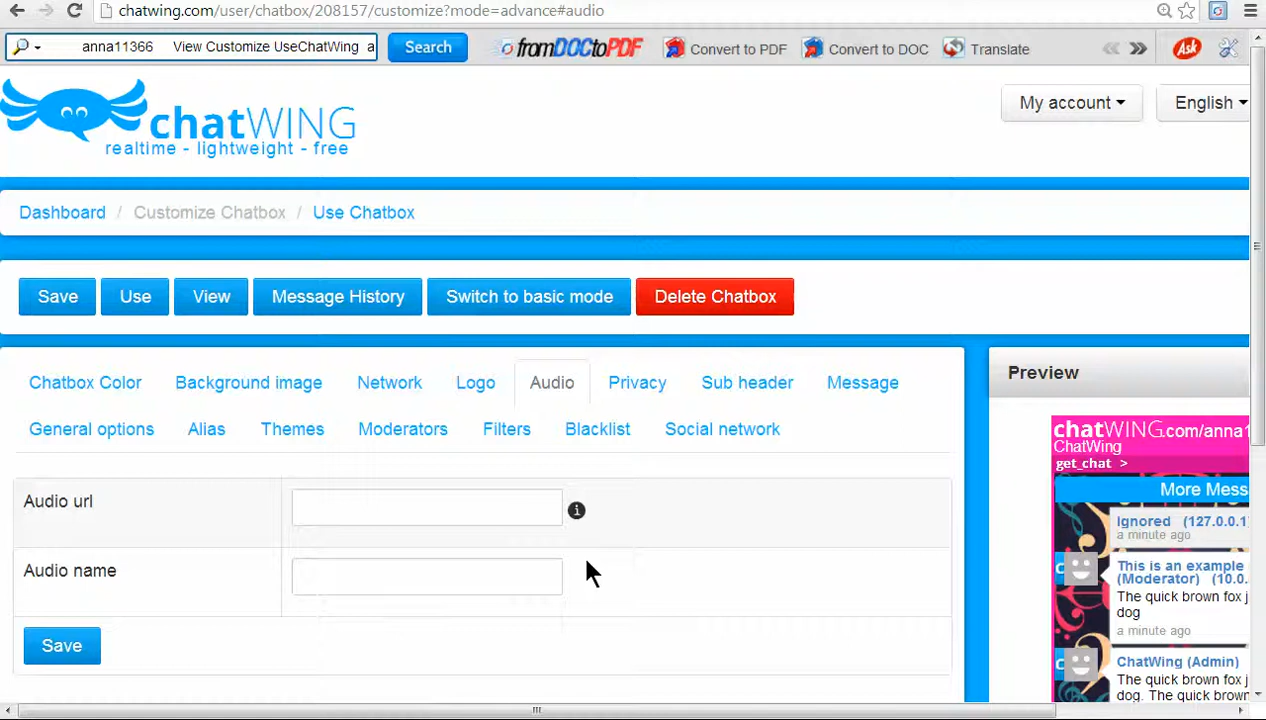 chatwing.com/user/chatbox/208157/customize?mode=advance#audio
anna11366 View Customize UseChatWing a
Search
fromDOCtoPDF
Convert to PDF
Convert to DOC
Translate
Ask
chatWING
realtime - lightweight - free
My account
English
Dashboard / Customize Chatbox / Use Chatbox
Save
Use
View
Message History
Switch to basic mode
Delete Chatbox
Chatbox Color
Background image
Network
Logo
Audio
Privacy
Sub header
Message
General options
Alias
Themes
Moderators
Filters
Blacklist
Social network
Audio url
Audio name
Save
Preview
chatWING.com/anna1
ChatWing
get_chat >
More Mess
Ignored (127.0.0.1)
a minute ago
This is an example
(Moderator) (10.0.
The quick brown fox j
dog
a minute ago
ChatWing (Admin)
The quick brown fox j
dog. The quick brown